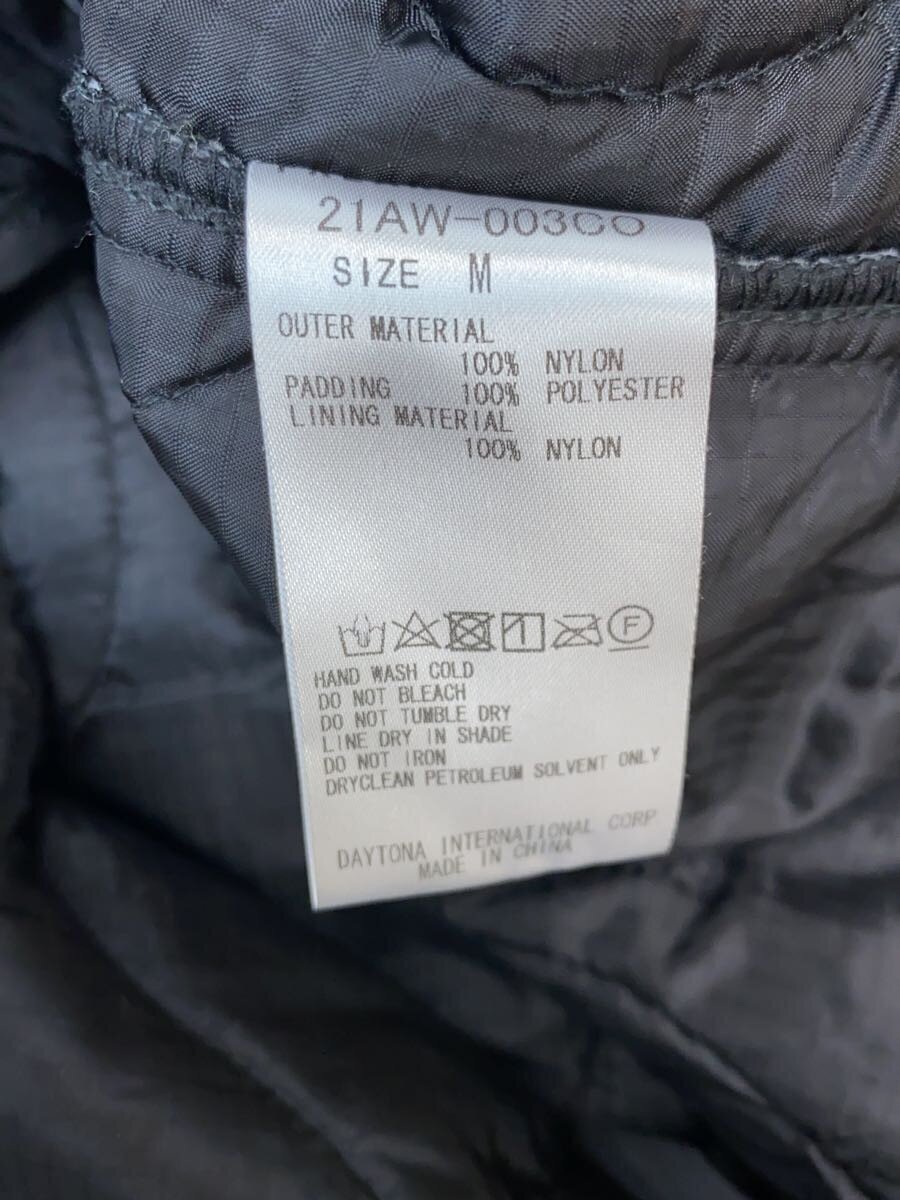 21AW-003CO
SIZE M
OUTER MATERIAL
100% NYLON
PADDING 100% POLYESTER
LINING MATERIAL
100% NYLON
F
HAND WASH COLD
DO NOT BLEACH
DO NOT TUMBLE DRY
LINE DRY IN SHADE
DO NOT IRON
DRYCLEAN PETROLEUM SOLVENT ONLY
DAYTONA INTERNATIONAL CORP
MADE IN CHINA